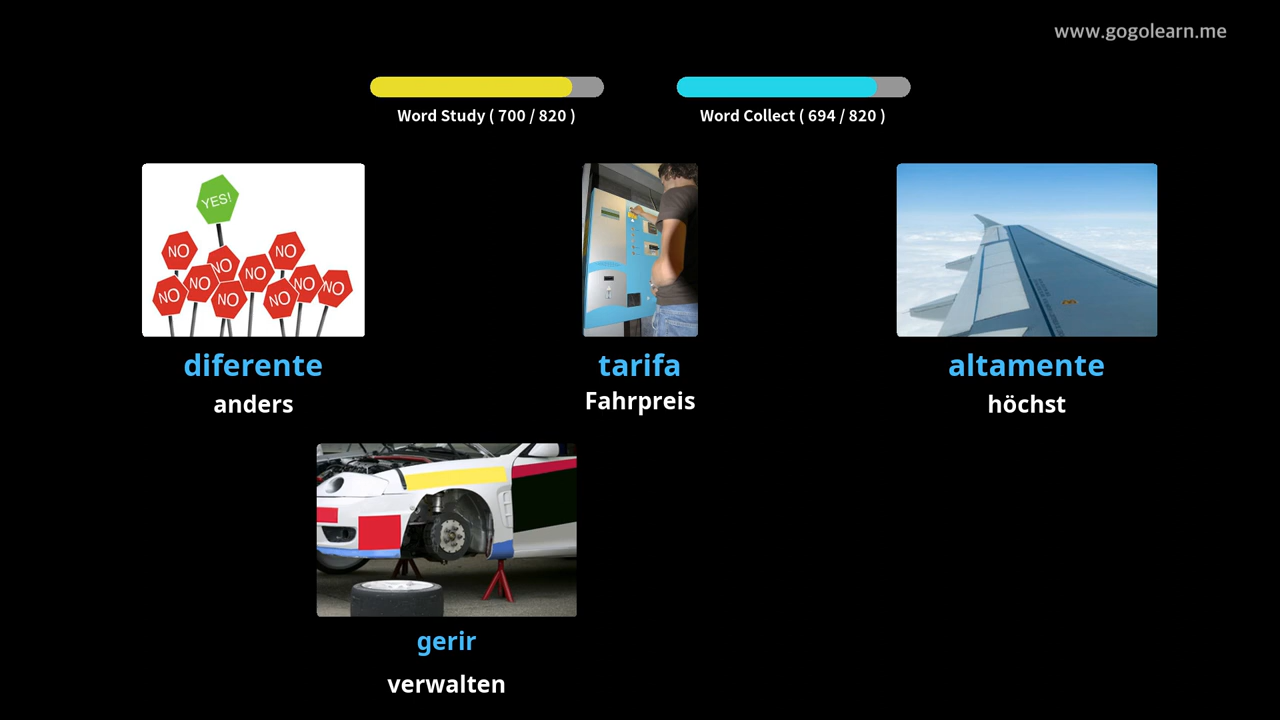 www.gogolearn.me
Word Study ( 700 / 820 )
Word Collect ( 694 / 820 )
YES!
NO
NO
NO
NO
NO
NO
NO
NO
NO
NO
diferente
anders
tarifa
Fahrpreis
altamente
höchst
gerir
verwalten